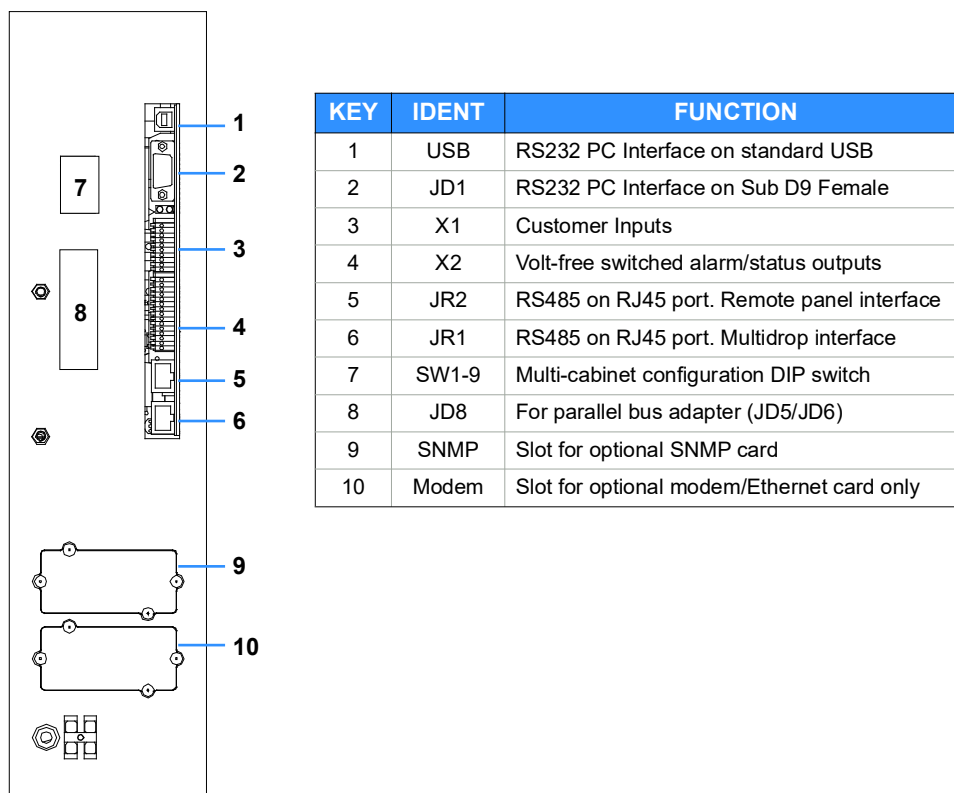 1
2
7
3
8
4
5
6
9
10
KEY IDENT FUNCTION
1 USB RS232 PC Interface on standard USB
2 JD1 RS232 PC Interface on Sub D9 Female
3 X1 Customer Inputs
4 X2 Volt-free switched alarm/status outputs
5 JR2 RS485 on RJ45 port. Remote panel interface
6 JR1 RS485 on RJ45 port. Multidrop interface
7 SW1-9 Multi-cabinet configuration DIP switch
8 JD8 For parallel bus adapter (JD5/JD6)
9 SNMP Slot for optional SNMP card
10 Modem Slot for optional modem/Ethernet card only